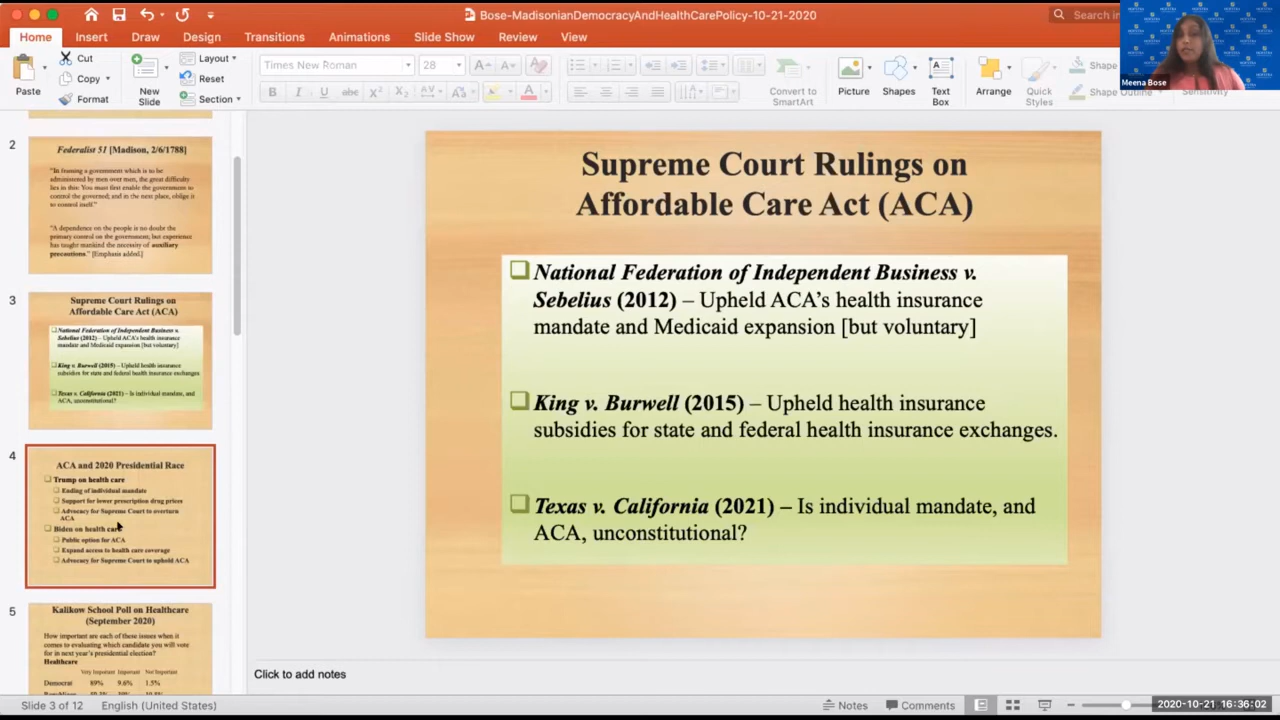 Bose-MadisonianDemocracyAndHealthCarePolicy-10-21-2020
Search in
Home Insert Draw Design Transitions Animations Slide Show Review View
Paste
Cut
Copy
Format
New
Slide
Layout
Reset
Section
Times New Roman
28
Convert to
SmartArt
Picture
Shapes
Text
Box
Arrange
Quick
Styles
Shape
Shape Outline
Sensitivity
Meena Bose
2
Federalist 51 [Madison, 2/6/1788]
"In framing a government which is to be
administered by men over men, the great difficulty
lies in this: You must first enable the government to
control the governed; and in the next place, oblige it
to control itself."
"A dependence on the people is no doubt the
primary control on the government; but experience
has taught mankind the necessity of auxiliary
precautions." [Emphasis added.]
3
Supreme Court Rulings on
Affordable Care Act (ACA)
National Federation of Independent Business v.
Sebelius (2012) – Upheld ACA's health insurance
mandate and Medicaid expansion [but voluntary]
King v. Burwell (2015) – Upheld health insurance
subsidies for state and federal health insurance exchanges
Texas v. California (2021) – Is individual mandate, and
ACA, unconstitutional?
4
ACA and 2020 Presidential Race
Trump on health care
Ending of individual mandate
Support for lower prescription drug prices
Advocacy for Supreme Court to overturn
ACA
Biden on health care
Public option for ACA
Expand access to health care coverage
Advocacy for Supreme Court to uphold ACA
5
Kalikow School Poll on Healthcare
(September 2020)
How important are each of these issues when it
comes to evaluating which candidate you will vote
for in next year's presidential election?
Healthcare
Very Important Important Not Important
Democrat 89% 9.6% 1.5%
Supreme Court Rulings on
Affordable Care Act (ACA)
National Federation of Independent Business v.
Sebelius (2012) – Upheld ACA's health insurance
mandate and Medicaid expansion [but voluntary]
King v. Burwell (2015) – Upheld health insurance
subsidies for state and federal health insurance exchanges.
Texas v. California (2021) – Is individual mandate, and
ACA, unconstitutional?
Click to add notes
Slide 3 of 12 English (United States)
Notes Comments
2020-10-21 16:36:02